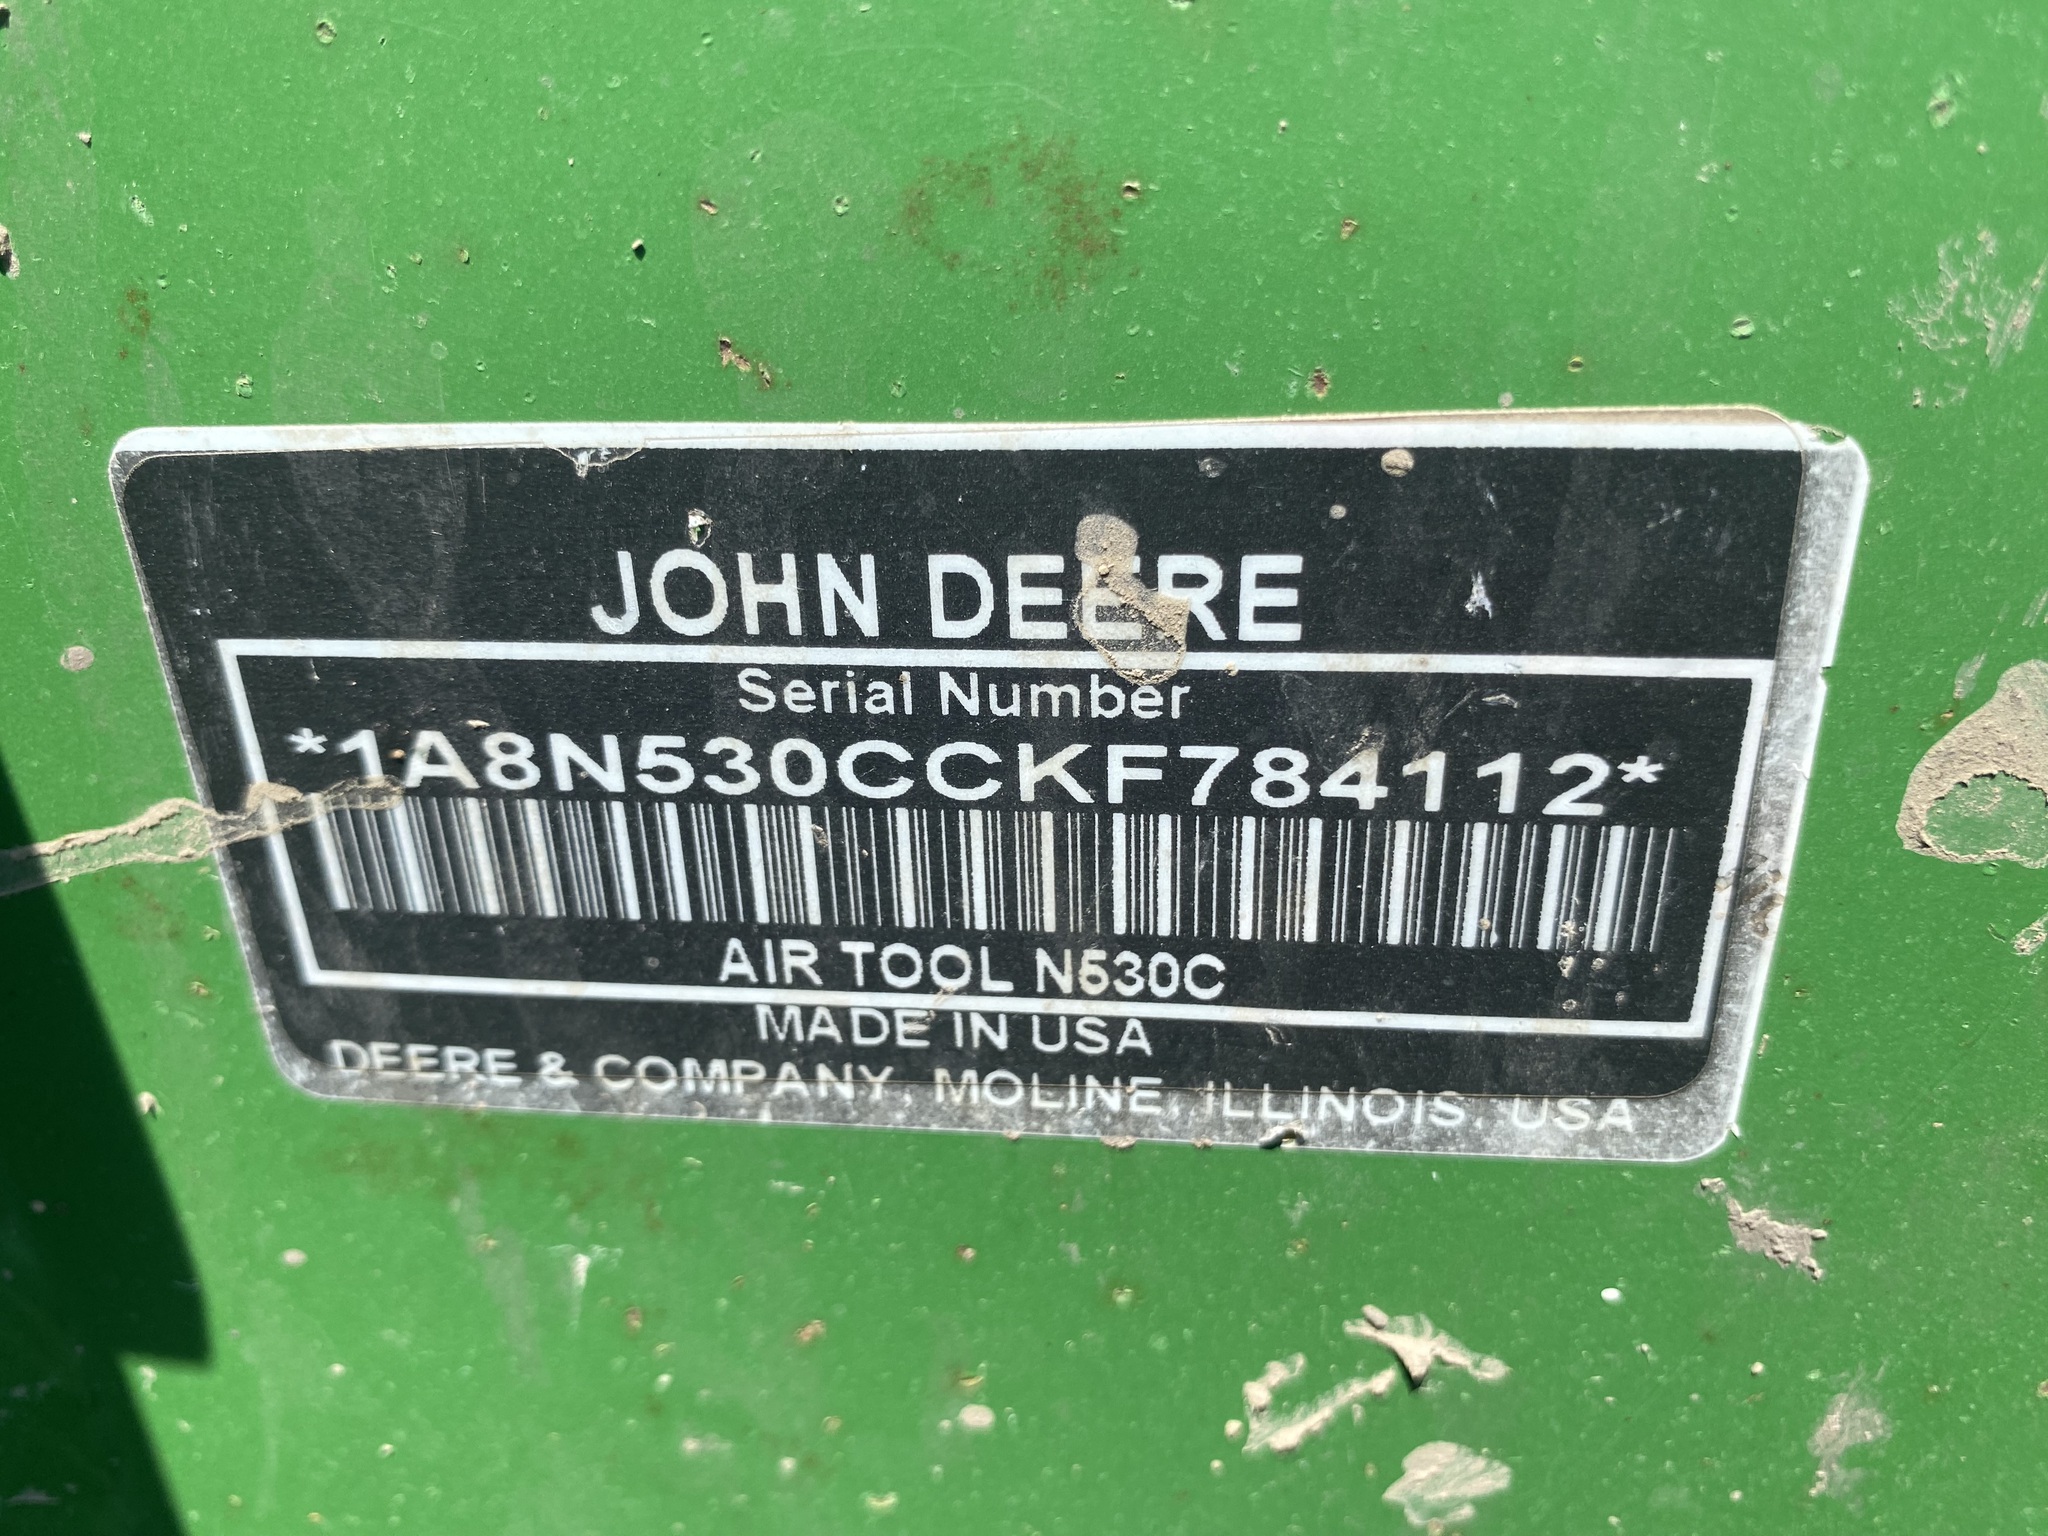 JOHN DEERE
Serial Number
*1A8N530CCKF784112*
AIR TOOL N530C
MADE IN USA
DEERE & COMPANY, MOLINE, ILLINOIS, USA